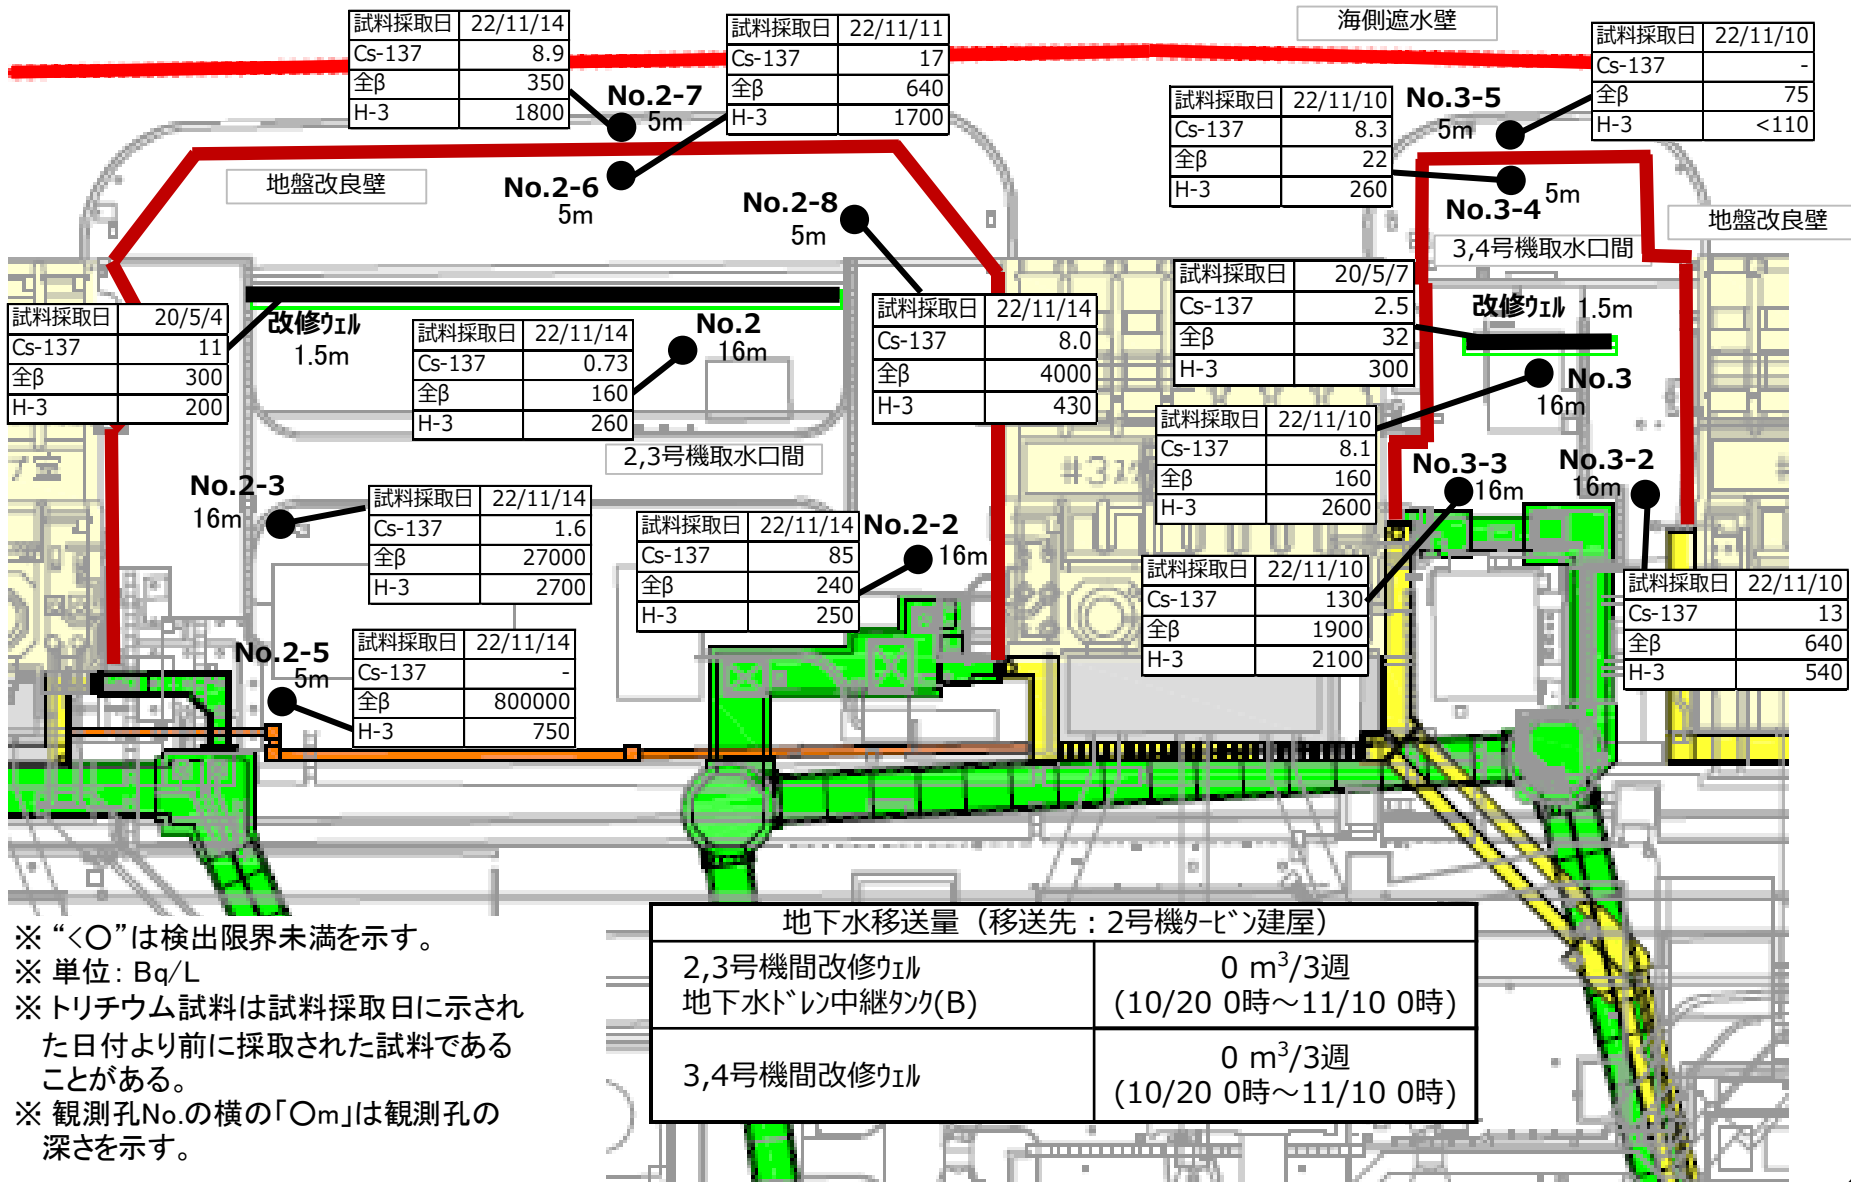 海側遮水壁
試料採取日 22/11/14
Cs-137 8.9
全β 350
H-3 1800
No.2-7
5m
試料採取日 22/11/11
Cs-137 17
全β 640
H-3 1700
No.2-6
5m
試料採取日 22/11/10
Cs-137 -
全β 75
H-3 <110
No.3-5
5m
試料採取日 22/11/10
Cs-137 8.3
全β 22
H-3 260
No.3-4
5m
地盤改良壁
地盤改良壁
No.2-8
5m
3,4号機取水口間
試料採取日 20/5/4
Cs-137 11
全β 300
H-3 200
改修ウェル
1.5m
試料採取日 22/11/14
Cs-137 0.73
全β 160
H-3 260
No.2
16m
試料採取日 22/11/14
Cs-137 8.0
全β 4000
H-3 430
試料採取日 20/5/7
Cs-137 2.5
全β 32
H-3 300
改修ウェル 1.5m
No.3
16m
試料採取日 22/11/10
Cs-137 8.1
全β 160
H-3 2600
2,3号機取水口間
No.2-3
16m
試料採取日 22/11/14
Cs-137 1.6
全β 27000
H-3 2700
試料採取日 22/11/14
Cs-137 85
全β 240
H-3 250
No.2-2
16m
No.3-3
16m
No.3-2
16m
試料採取日 22/11/10
Cs-137 130
全β 1900
H-3 2100
試料採取日 22/11/10
Cs-137 13
全β 640
H-3 540
No.2-5
5m
試料採取日 22/11/14
Cs-137 -
全β 800000
H-3 750
※ “<〇”は検出限界未満を示す。
※ 単位: Bq/L
※ トリチウム試料は試料採取日に示され
た日付より前に採取された試料である
ことがある。
※ 観測孔No.の横の「〇m」は観測孔の
深さを示す。
地下水移送量（移送先：2号機ﾀｰﾋﾞﾝ建屋）
2,3号機間改修ウェル
地下水ﾄﾞﾚﾝ中継ﾀﾝｸ(B)
0 m³/3週
(10/20 0時～11/10 0時)
3,4号機間改修ウェル
0 m³/3週
(10/20 0時～11/10 0時)